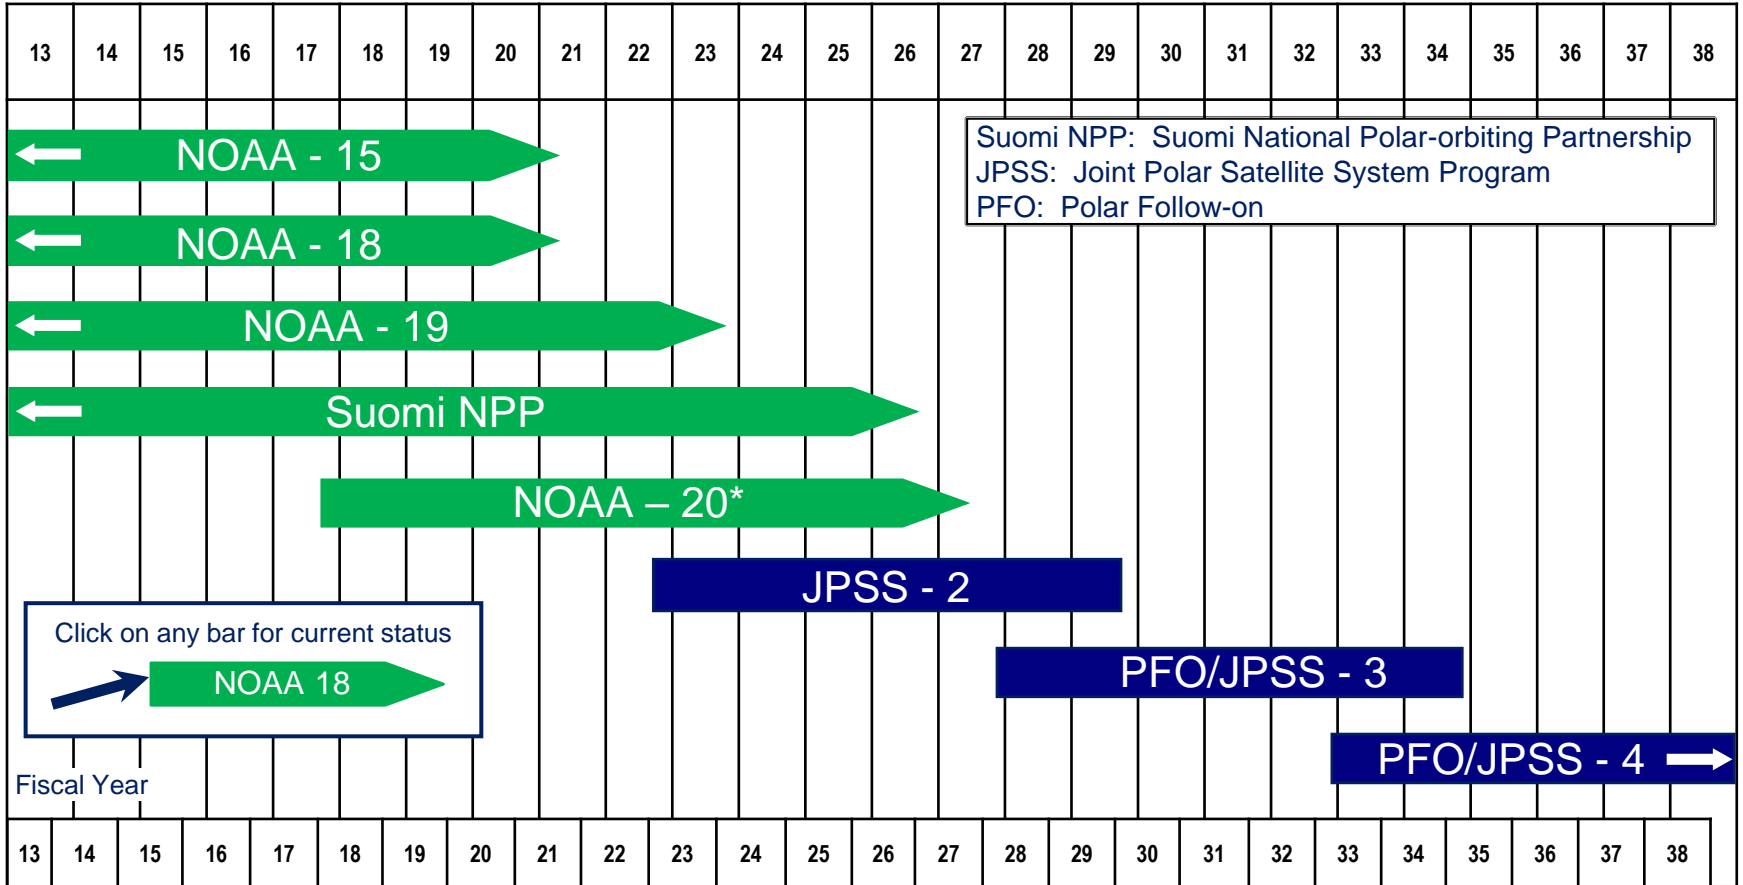 13 14 15 16 17 18 19 20 21 22 23 24 25 26 27 28 29 30 31 32 33 34 35 36 37 38
Suomi NPP: Suomi National Polar-orbiting Partnership
JPSS: Joint Polar Satellite System Program
PFO: Polar Follow-on
NOAA - 15
NOAA - 18
NOAA - 19
Suomi NPP
NOAA – 20*
JPSS - 2
Click on any bar for current status
NOAA 18
PFO/JPSS - 3
PFO/JPSS - 4
Fiscal Year
13 14 15 16 17 18 19 20 21 22 23 24 25 26 27 28 29 30 31 32 33 34 35 36 37 38